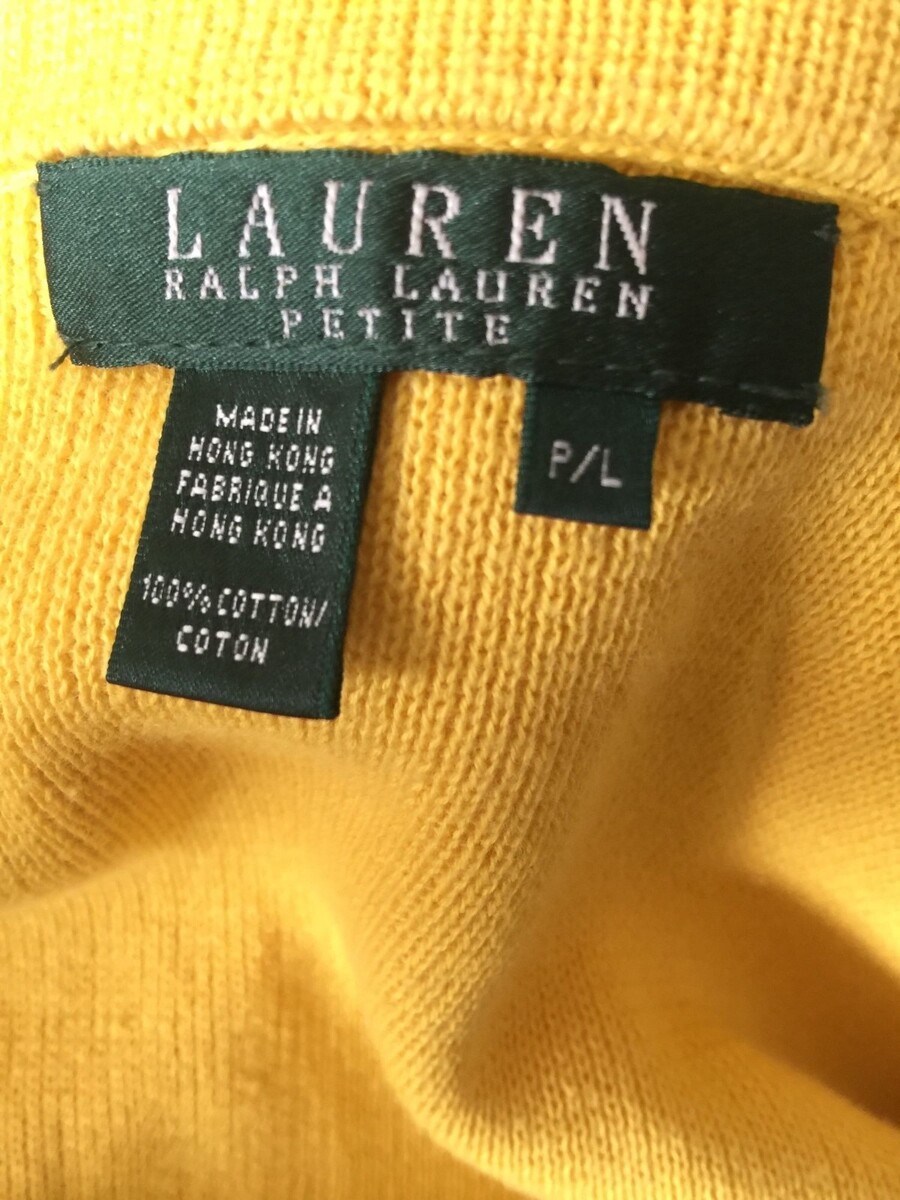 LAUREN
RALPH LAUREN
PETITE
MADE IN
HONG KONG
FABRIQUE A
HONG KONG
100% COTTON/
COTON
P/L